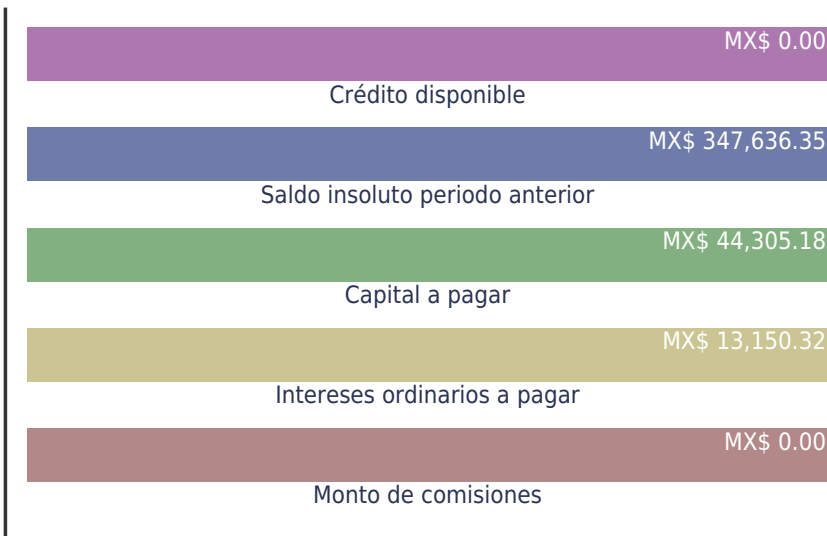 MX$ 0.00
Crédito disponible
MX$ 347,636.35
Saldo insoluto periodo anterior
MX$ 44,305.18
Capital a pagar
MX$ 13,150.32
Intereses ordinarios a pagar
MX$ 0.00
Monto de comisiones